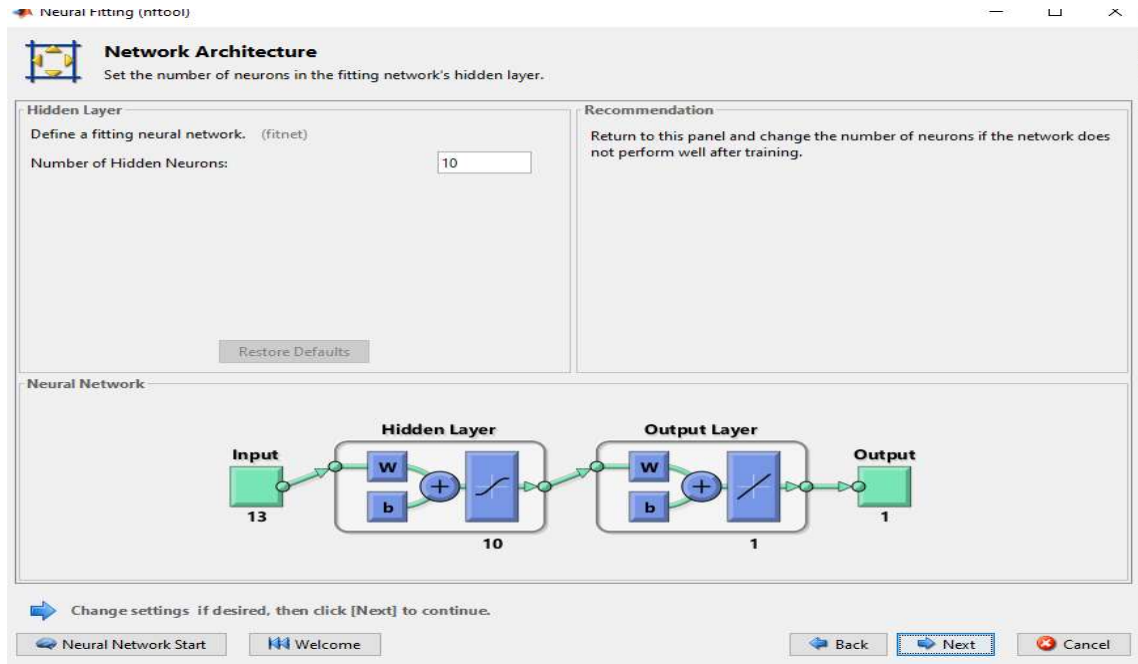 Neural Fitting (nftool)
Network Architecture
Set the number of neurons in the fitting network's hidden layer.
Hidden Layer
Define a fitting neural network. (fitnet)
Number of Hidden Neurons: 10
Restore Defaults
Recommendation
Return to this panel and change the number of neurons if the network does
not perform well after training.
Neural Network
Hidden Layer
Output Layer
Input
W
b
W
b
Output
13
10
1
1
Change settings if desired, then click [Next] to continue.
Neural Network Start
Welcome
Back
Next
Cancel